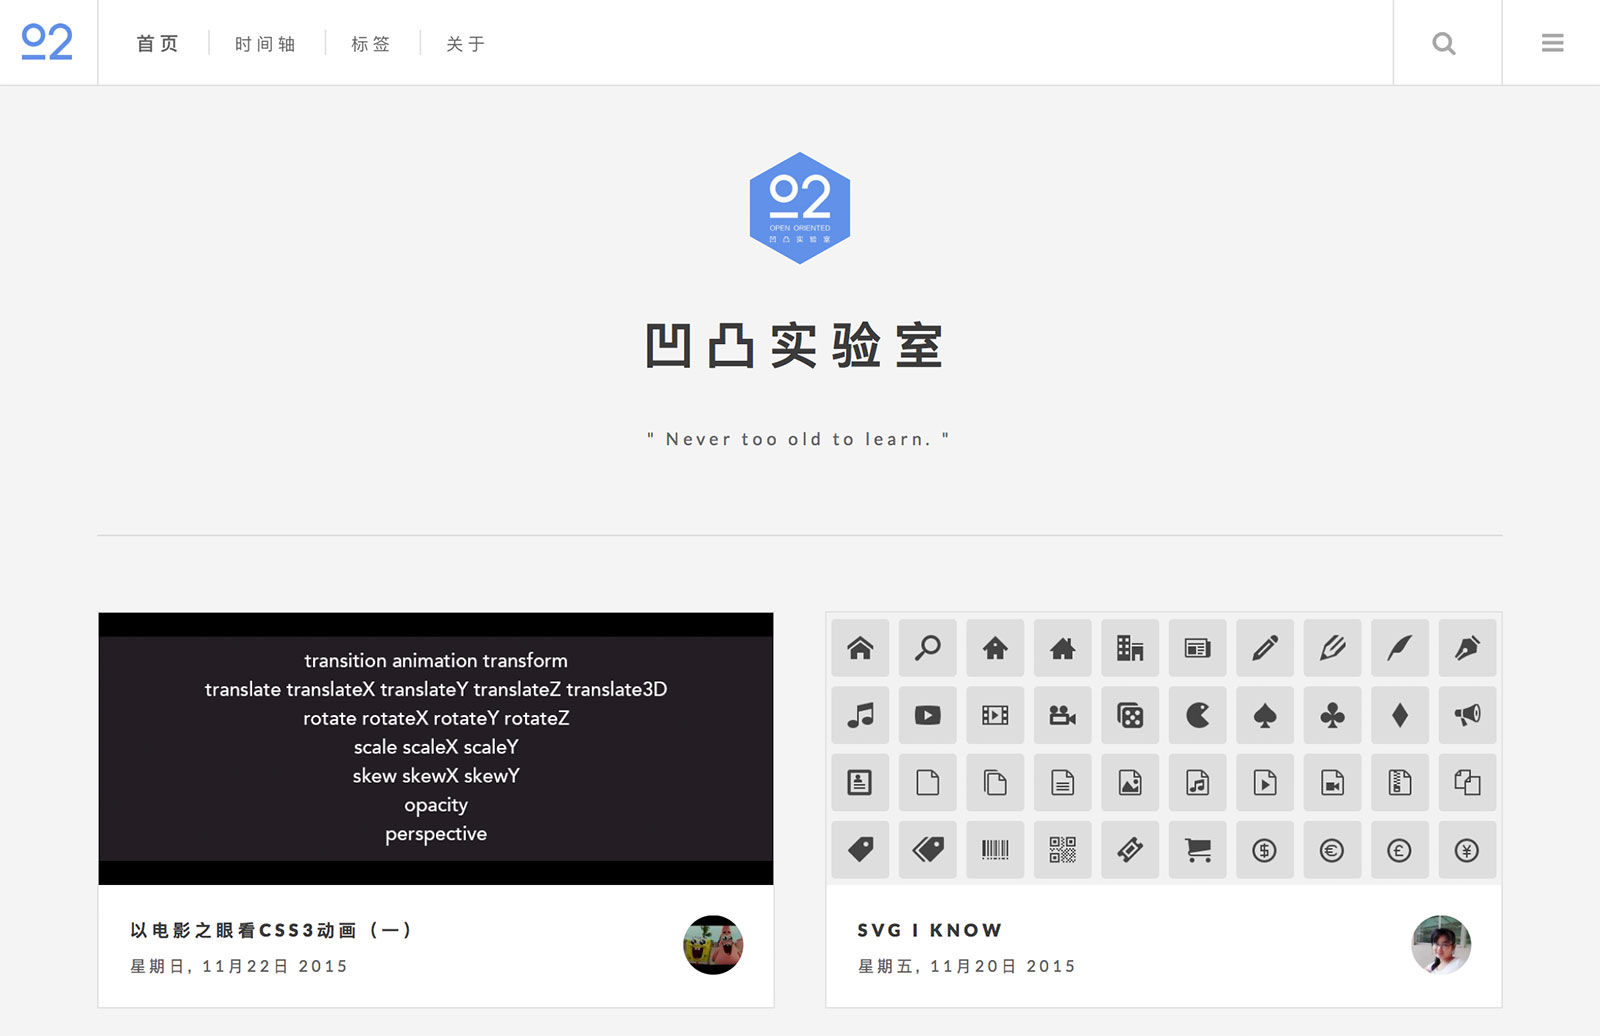 o2
首页 时间轴 标签 关于
o2
OPEN ORIENTED
凹凸实验室
凹凸实验室
" Never too old to learn. "
transition animation transform
translate translateX translateY translateZ translate3D
rotate rotateX rotateY rotateZ
scale scaleX scaleY
skew skewX skewY
opacity
perspective
以电影之眼看CSS3动画（一）
星期日, 11月22日 2015
SVG I KNOW
星期五, 11月20日 2015